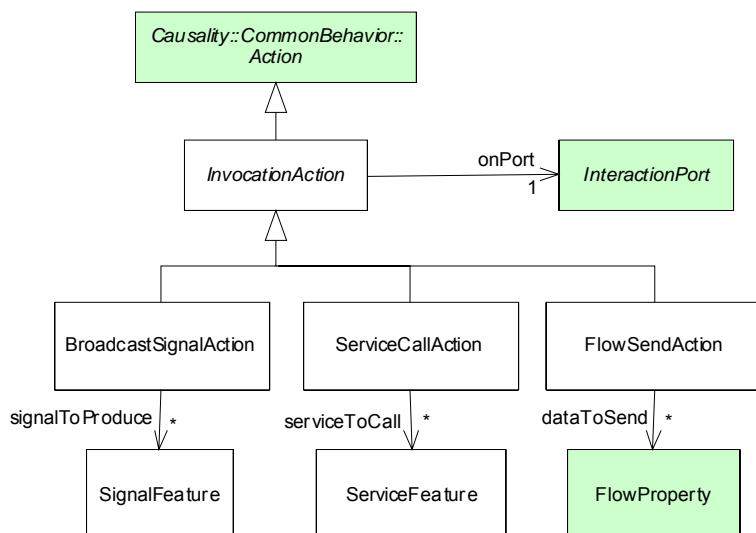 Causality::CommonBehavior::
Action
onPort
InvocationAction
1
InteractionPort
BroadcastSignalAction
ServiceCallAction
FlowSendAction
signalToProduce
*
serviceToCall
*
dataToSend
*
SignalFeature
ServiceFeature
FlowProperty